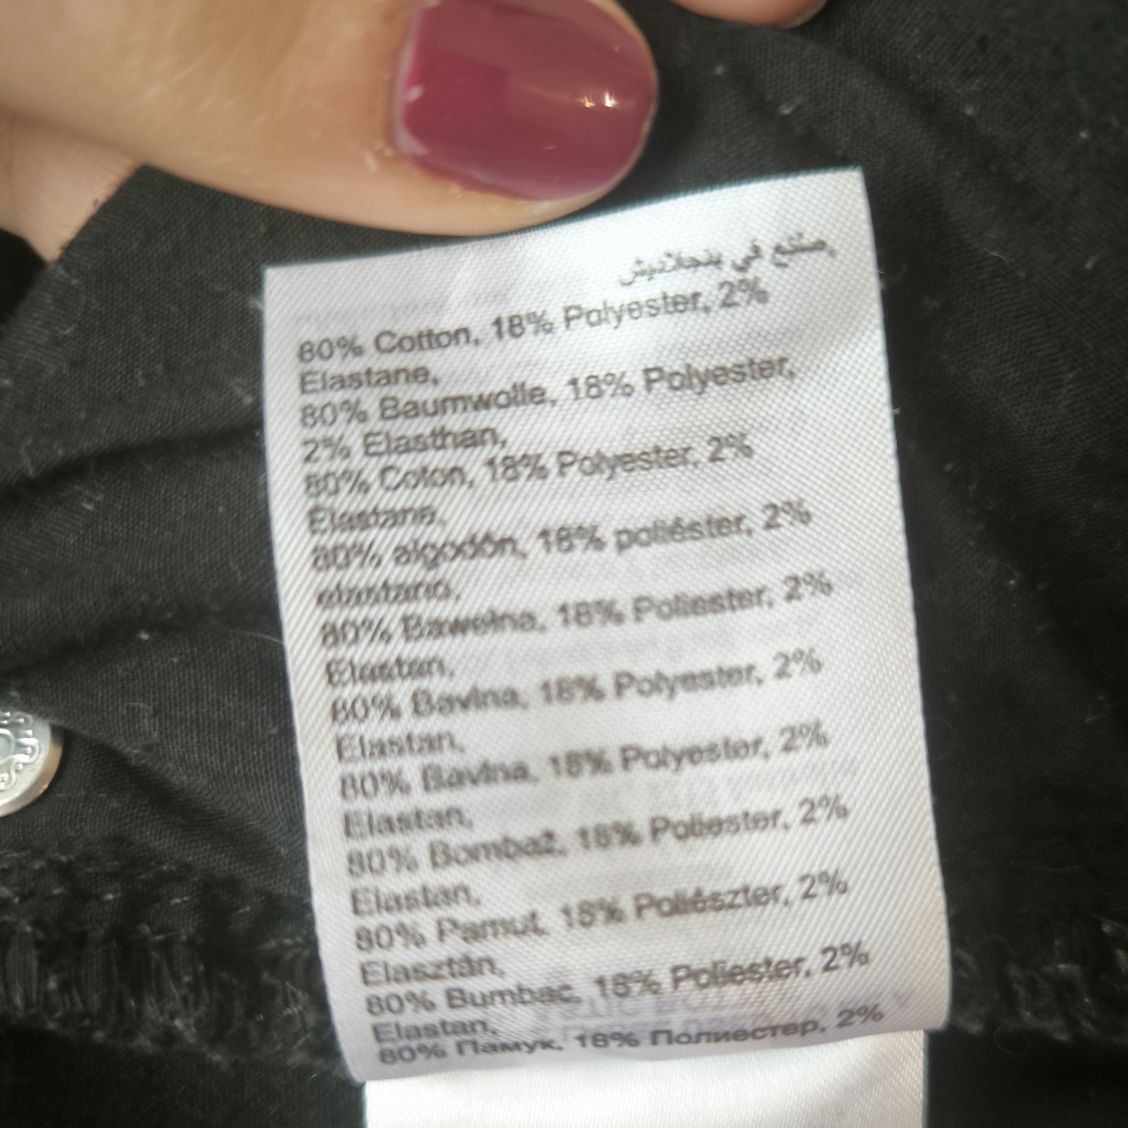 صنع في بنجلاديش,
80% Cotton, 18% Polyester, 2%
Elastane,
80% Baumwolle, 18% Polyester,
2% Elasthan,
80% Coton, 18% Polyester, 2%
Élastane,
80% algodón, 18% poliéster, 2%
elastano,
80% Bawełna, 18% Poliester, 2%
Elastan,
80% Bavlna, 18% Polyester, 2%
Elastan,
80% Bavlna, 18% Polyester, 2%
Elastan,
80% Bombaž, 18% Poliester, 2%
Elastan,
80% Pamut, 18% Poliészter, 2%
Elasztán,
80% Bumbac, 18% Poliester, 2%
Elastan,
80% Памук, 18% Полиестер, 2%